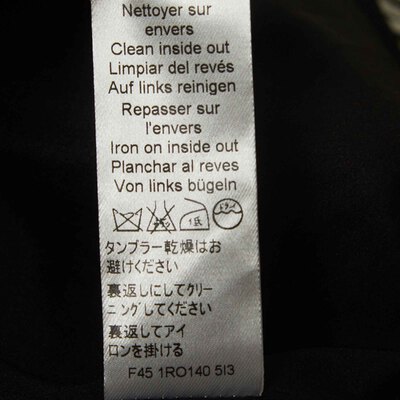 Nettoyer sur
envers
Clean inside out
Limpiar del revés
Auf links reinigen
Repasser sur
l'envers
Iron on inside out
Planchar al reves
Von links bügeln
ドライ
タンブラー乾燥はお
避けください
裏返しにしてクリー
ニングしてください
裏返してアイ
ロンを掛ける
F45 1RO140 5I3